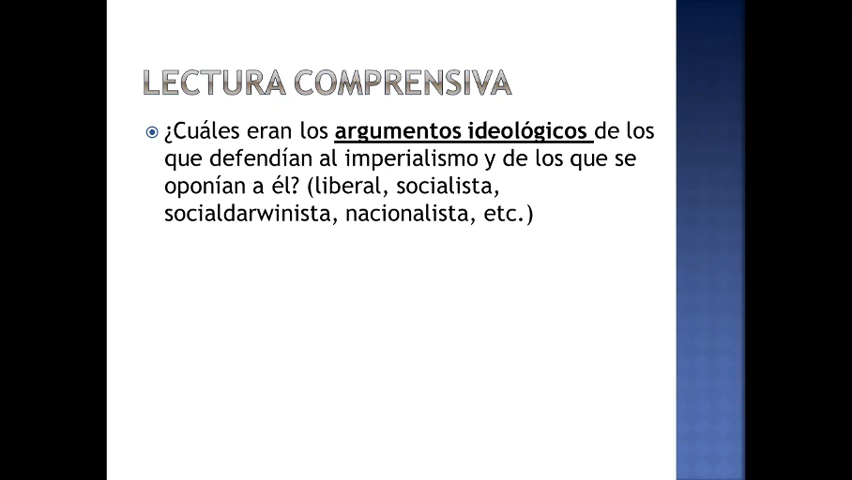 LECTURA COMPRENSIVA
¿Cuáles eran los argumentos ideológicos de los
que defendían al imperialismo y de los que se
oponían a él? (liberal, socialista,
socialdarwinista, nacionalista, etc.)